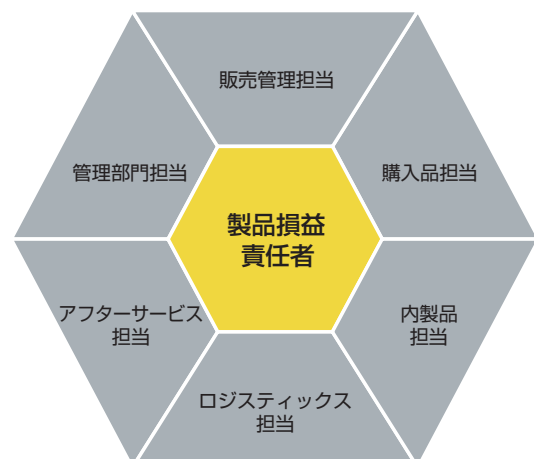 販売管理担当
管理部門担当
購入品担当
製品損益
責任者
アフターサービス
担当
内製品
担当
ロジスティックス
担当